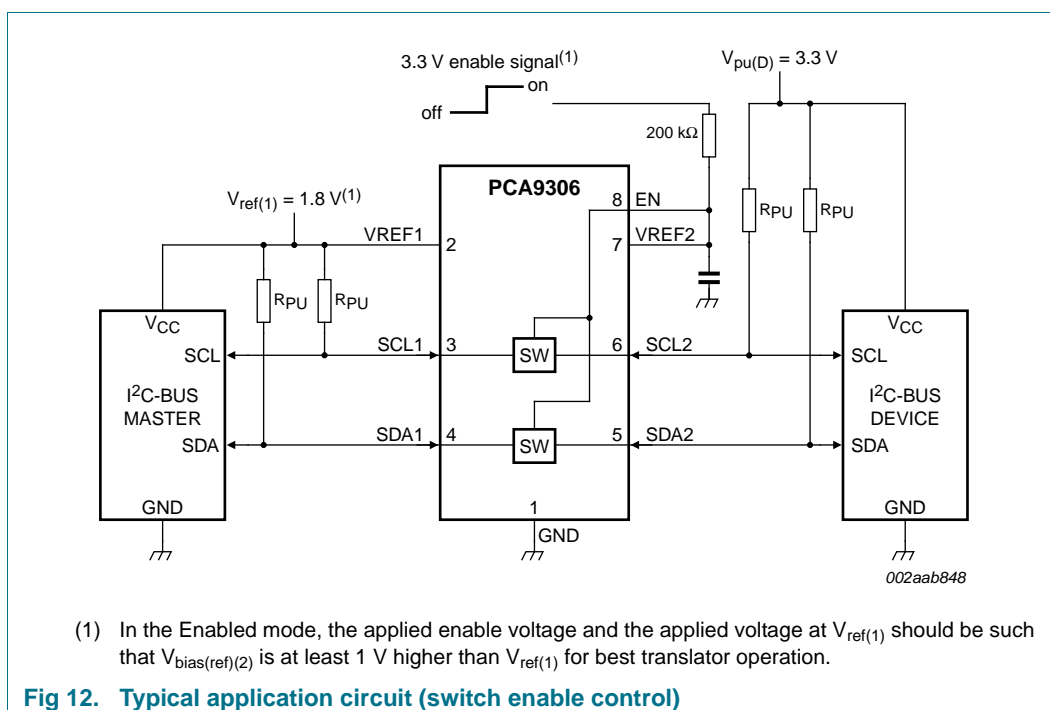 3.3 V enable signal(1)
on
off
Vpu(D) = 3.3 V
200 kΩ
PCA9306
Vref(1) = 1.8 V(1)
8 EN
RPU RPU
VREF1 2
7 VREF2
RPU RPU
VCC
VCC
SCL
SCL1 3
SW
6 SCL2
SCL
I2C-BUS
MASTER
I2C-BUS
DEVICE
SDA
SDA1 4
SW
5 SDA2
SDA
GND
1
GND
GND
002aab848
(1) In the Enabled mode, the applied enable voltage and the applied voltage at Vref(1) should be such
that Vbias(ref)(2) is at least 1 V higher than Vref(1) for best translator operation.
Fig 12. Typical application circuit (switch enable control)